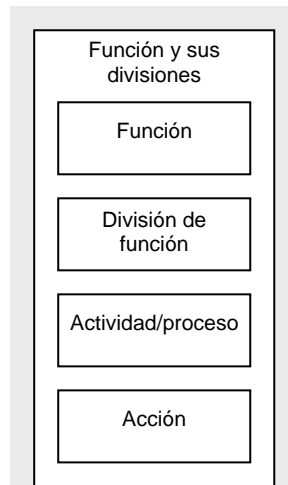 Función y sus
divisiones
Función
División de
función
Actividad/proceso
Acción